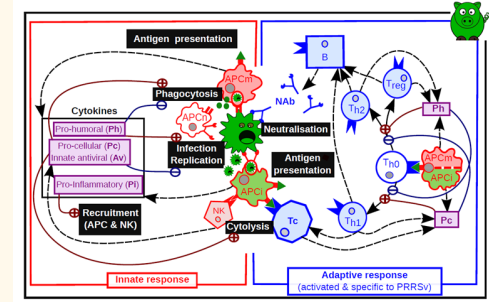 Antigen presentation
APCm
B
Treg
Phagocytosis
NAb
Th2
Ph
Cytokines
APCn
Pro-humoral (Ph)
Pro-cellular (Pc)
Innate antiviral (Av)
Neutralisation
Infection
Replication
Antigen
presentation
Th0
APCm
APCi
Pro-Inflammatory (Pi)
APCi
Recruitment
(APC & NK)
NK
Cytolysis
Tc
Th1
Pc
Innate response
Adaptive response
(activated & specific to PRRSv)